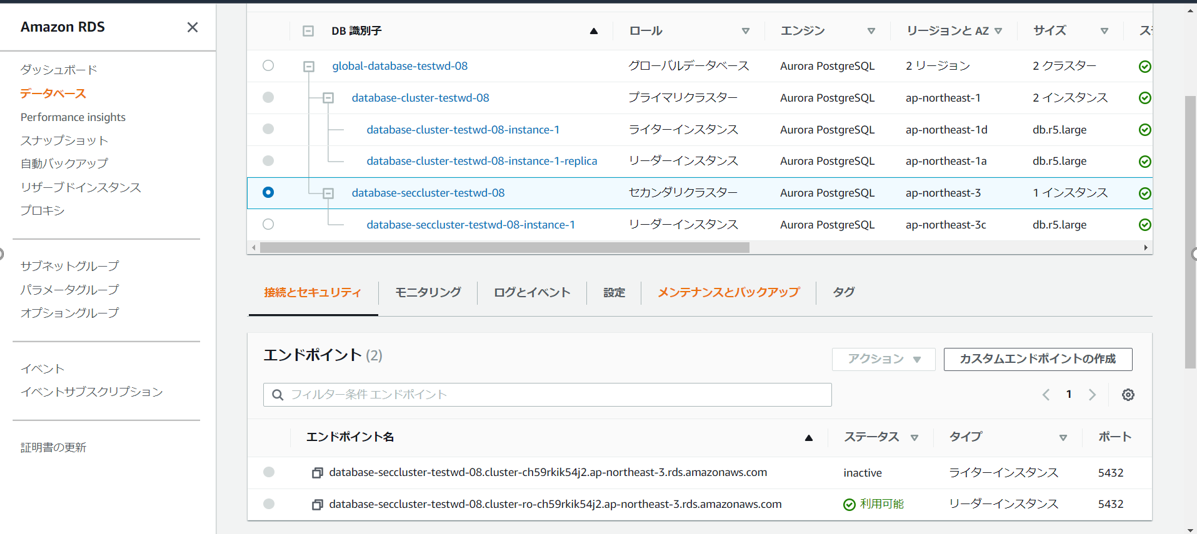 Amazon RDS
ダッシュボード
データベース
Performance insights
スナップショット
自動バックアップ
リザーブドインスタンス
プロキシ
サブネットグループ
パラメータグループ
オプショングループ
イベント
イベントサブスクリプション
証明書の更新
DB 識別子 ロール エンジン リージョンと AZ サイズ ス
global-database-testwd-08 グローバルデータベース Aurora PostgreSQL 2 リージョン 2 クラスター
database-cluster-testwd-08 プライマリクラスター Aurora PostgreSQL ap-northeast-1 2 インスタンス
database-cluster-testwd-08-instance-1 ライターインスタンス Aurora PostgreSQL ap-northeast-1d db.r5.large
database-cluster-testwd-08-instance-1-replica リーダーインスタンス Aurora PostgreSQL ap-northeast-1a db.r5.large
database-seccluster-testwd-08 セカンダリクラスター Aurora PostgreSQL ap-northeast-3 1 インスタンス
database-seccluster-testwd-08-instance-1 リーダーインスタンス Aurora PostgreSQL ap-northeast-3c db.r5.large
接続とセキュリティ モニタリング ログとイベント 設定 メンテナンスとバックアップ タグ
エンドポイント (2) アクション カスタムエンドポイントの作成
フィルター条件 エンドポイント 1
エンドポイント名 ステータス タイプ ポート
database-seccluster-testwd-08.cluster-ch59rkik54j2.ap-northeast-3.rds.amazonaws.com inactive ライターインスタンス 5432
database-seccluster-testwd-08.cluster-ro-ch59rkik54j2.ap-northeast-3.rds.amazonaws.com 利用可能 リーダーインスタンス 5432